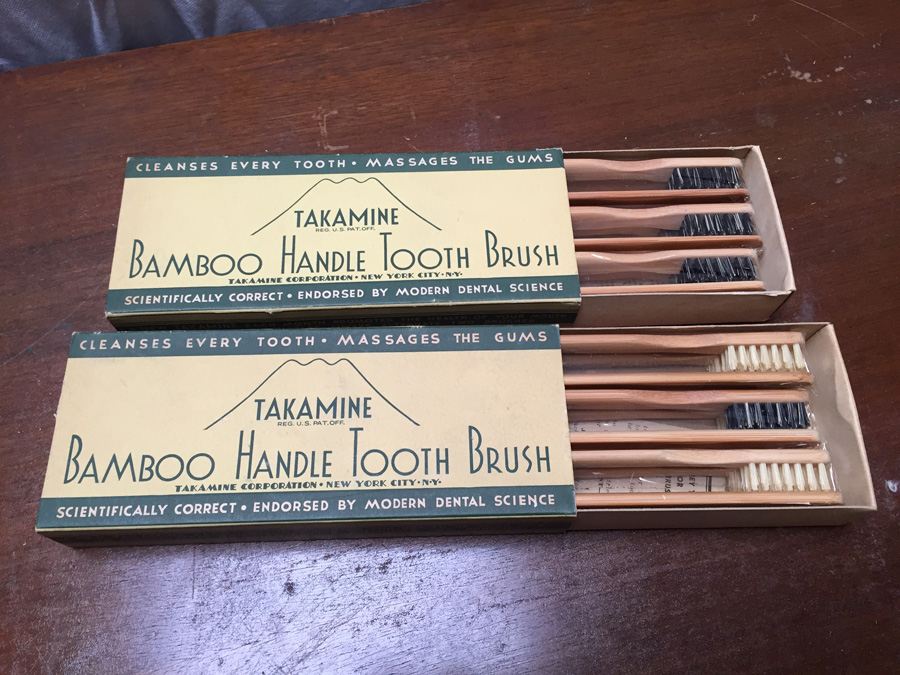 CLEANSES EVERY TOOTH • MASSAGES THE GUMS
TAKAMINE
REG. U.S. PAT. OFF.
BAMBOO HANDLE TOOTH BRUSH
TAKAMINE CORPORATION • NEW YORK CITY • N.Y.
SCIENTIFICALLY CORRECT • ENDORSED BY MODERN DENTAL SCIENCE
CLEANSES EVERY TOOTH • MASSAGES THE GUMS
TAKAMINE
REG. U.S. PAT. OFF.
BAMBOO HANDLE TOOTH BRUSH
TAKAMINE CORPORATION • NEW YORK CITY • N.Y.
SCIENTIFICALLY CORRECT • ENDORSED BY MODERN DENTAL SCIENCE